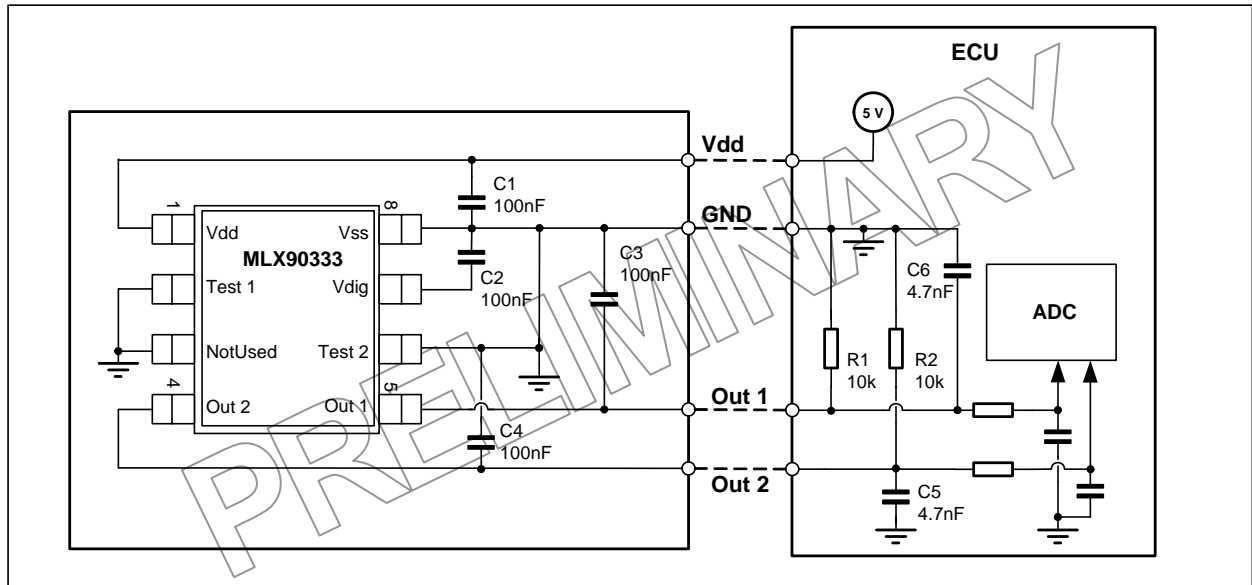 ECU
5 V
Vdd
C1
100nF
GND
1
8
Vdd
Vss
MLX90333
C2
100nF
C3
100nF
C6
4.7nF
Test 1
Vdig
ADC
NotUsed
Test 2
R1
10k
R2
10k
4
5
Out 2
Out 1
Out 1
C4
100nF
Out 2
C5
4.7nF
PRELIMINARY